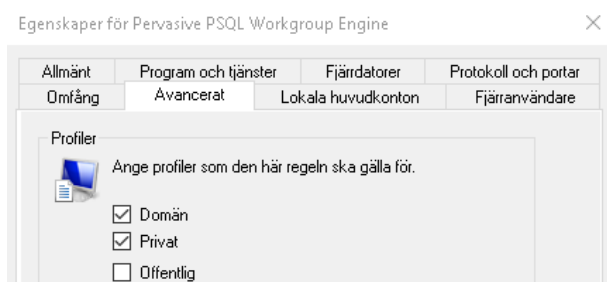 Egenskaper för Pervasive PSQL Workgroup Engine
Allmänt Program och tjänster Fjärrdatorer Protokoll och portar
Omfång Avancerat Lokala huvudkonton Fjärranvändare
Profiler
Ange profiler som den här regeln ska gälla för.
Domän
Privat
Offentlig